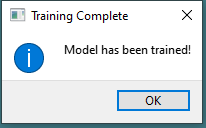 Training Complete
Model has been trained!
OK